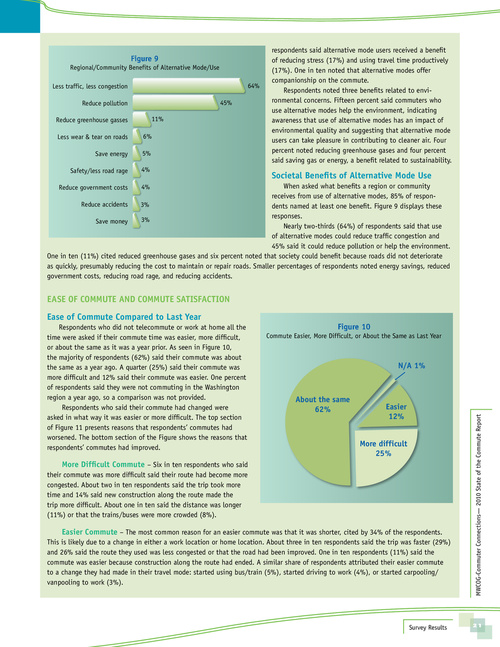 Figure 9
Regional/Community Benefits of Alternative Mode/Use
Less traffic, less congestion 64%
Reduce pollution 45%
Reduce greenhouse gasses 11%
Less wear & tear on roads 6%
Save energy 5%
Safety/less road rage 4%
Reduce government costs 4%
Reduce accidents 3%
Save money 3%
respondents said alternative mode users received a benefit
of reducing stress (17%) and using travel time productively
(17%). One in ten noted that alternative modes offer
companionship on the commute.
Respondents noted three benefits related to envi-
ronmental concerns. Fifteen percent said commuters who
use alternative modes help the environment, indicating
awareness that use of alternative modes has an impact of
environmental quality and suggesting that alternative mode
users can take pleasure in contributing to cleaner air. Four
percent noted reducing greenhouse gases and four percent
said saving gas or energy, a benefit related to sustainability.
Societal Benefits of Alternative Mode Use
When asked what benefits a region or community
receives from use of alternative modes, 85% of respon-
dents named at least one benefit. Figure 9 displays these
responses.
Nearly two-thirds (64%) of respondents said that use
of alternative modes could reduce traffic congestion and
45% said it could reduce pollution or help the environment.
One in ten (11%) cited reduced greenhouse gases and six percent noted that society could benefit because roads did not deteriorate
as quickly, presumably reducing the cost to maintain or repair roads. Smaller percentages of respondents noted energy savings, reduced
government costs, reducing road rage, and reducing accidents.
EASE OF COMMUTE AND COMMUTE SATISFACTION
Ease of Commute Compared to Last Year
Respondents who did not telecommute or work at home all the
time were asked if their commute time was easier, more difficult,
or about the same as it was a year prior. As seen in Figure 10,
the majority of respondents (62%) said their commute was about
the same as a year ago. A quarter (25%) said their commute was
more difficult and 12% said their commute was easier. One percent
of respondents said they were not commuting in the Washington
region a year ago, so a comparison was not provided.
Respondents who said their commute had changed were
asked in what way it was easier or more difficult. The top section
of Figure 11 presents reasons that respondents' commutes had
worsened. The bottom section of the Figure shows the reasons that
respondents' commutes had improved.
More Difficult Commute – Six in ten respondents who said
their commute was more difficult said their route had become more
congested. About two in ten respondents said the trip took more
time and 14% said new construction along the route made the
trip more difficult. About one in ten said the distance was longer
(11%) or that the trains/buses were more crowded (8%).
Figure 10
Commute Easier, More Difficult, or About the Same as Last Year
N/A 1%
About the same
62%
Easier
12%
More difficult
25%
Easier Commute – The most common reason for an easier commute was that it was shorter, cited by 34% of the respondents.
This is likely due to a change in either a work location or home location. About three in ten respondents said the trip was faster (29%)
and 26% said the route they used was less congested or that the road had been improved. One in ten respondents (11%) said the
commute was easier because construction along the route had ended. A similar share of respondents attributed their easier commute
to a change they had made in their travel mode: started using bus/train (5%), started driving to work (4%), or started carpooling/
vanpooling to work (3%).
MWCOG-Commuter Connections— 2010 State of the Commute Report
Survey Results